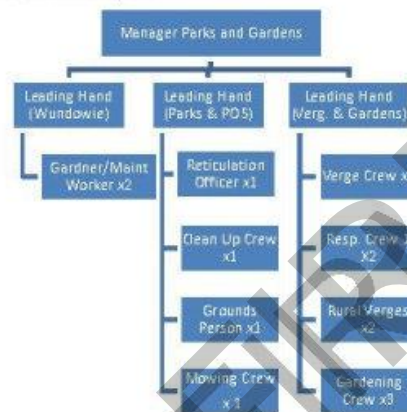 Manager Parks and Gardens
Leading Hand
(Wundowie)
Leading Hand
(Parks & POS)
Leading Hand
(Verg. & Gardens)
Gardner/Maint
Worker x2
Reticulation
Officer x1
Clean Up Crew
x1
Grounds
Person x1
Mowing Crew
x 1
Verge Crew
Resp. Crew
X2
Rural Verges
x2
Gardening
Crew x3